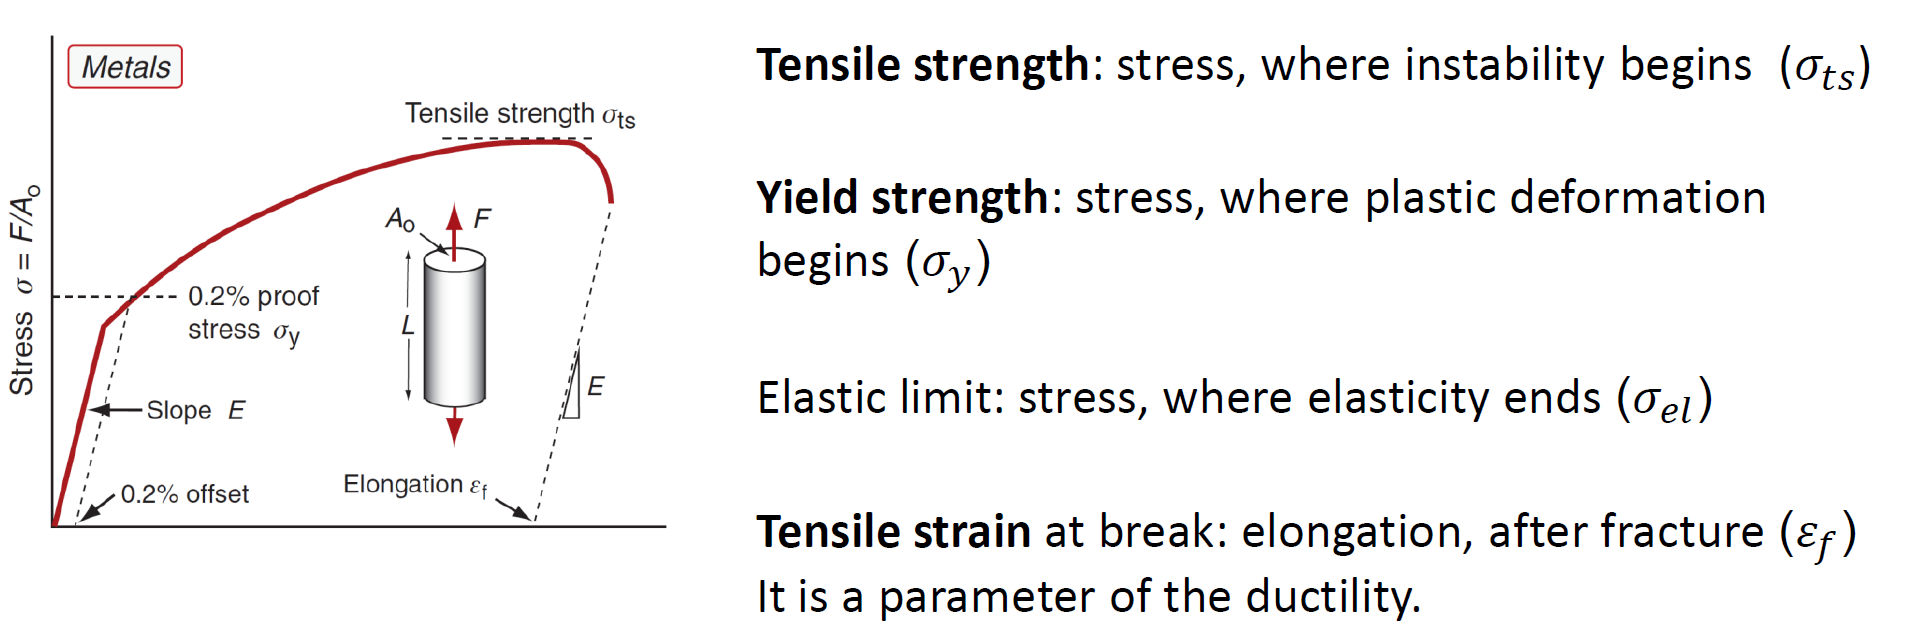 Metals
Tensile strength σts
Stress σ = F/Ao
Ao
F
L
0.2% proof
stress σy
Slope E
E
0.2% offset
Elongation εf
Tensile strength: stress, where instability begins (σts)
Yield strength: stress, where plastic deformation
begins (σy)
Elastic limit: stress, where elasticity ends (σel)
Tensile strain at break: elongation, after fracture (εf)
It is a parameter of the ductility.